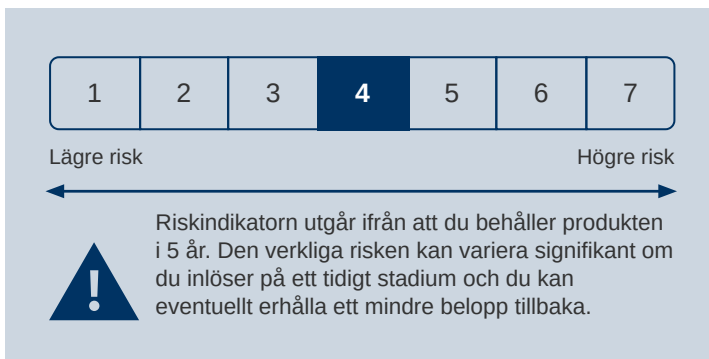 1 2 3 4 5 6 7
Lägre risk Högre risk
Riskindikatorn utgår ifrån att du behåller produkten
i 5 år. Den verkliga risken kan variera signifikant om
du inlöser på ett tidigt stadium och du kan
eventuellt erhålla ett mindre belopp tillbaka.